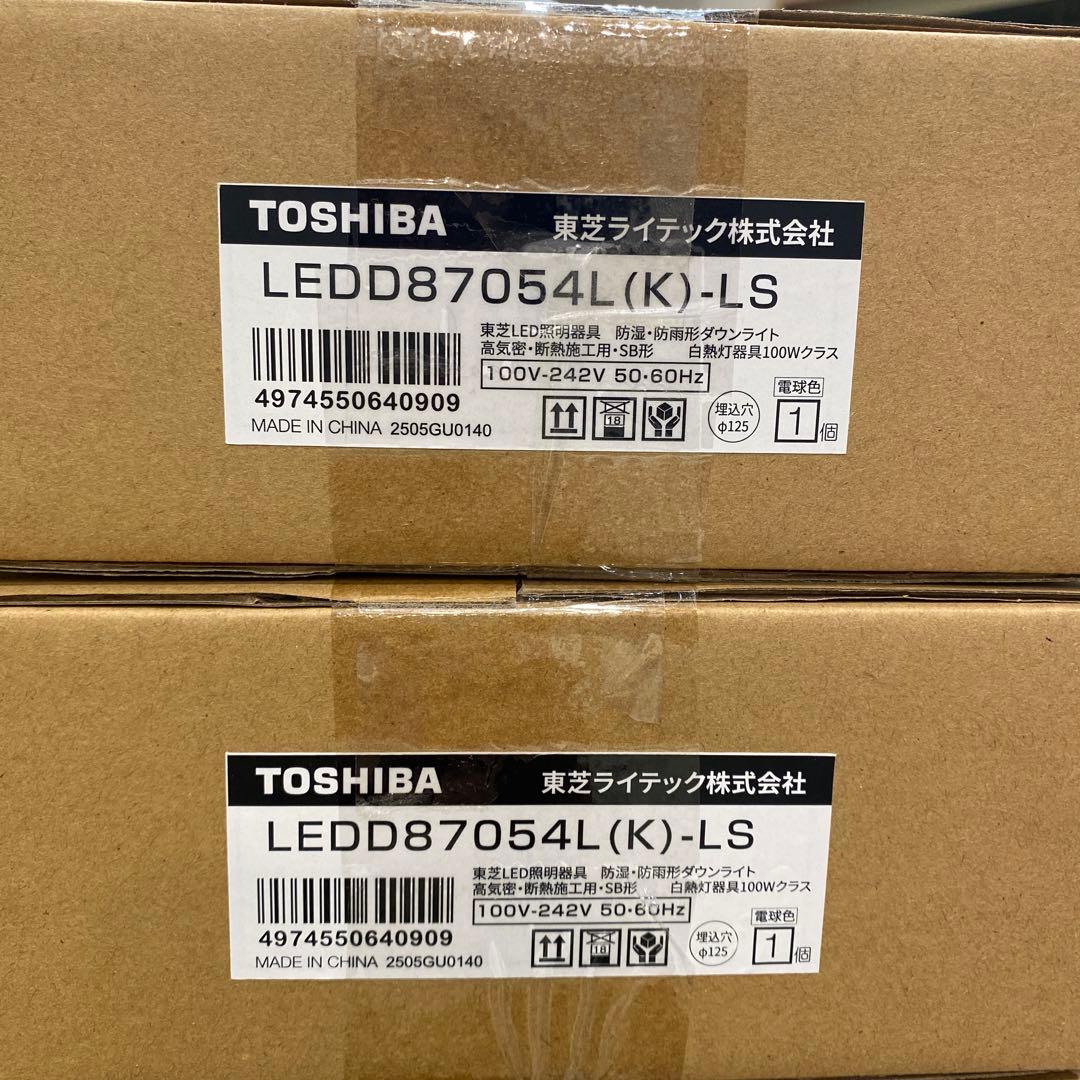 TOSHIBA 東芝ライテック株式会社
LEDD87054L(K)-LS
東芝LED照明器具 防湿・防雨形ダウンライト
高気密・断熱施工用・SB形 白熱灯器具100Wクラス
100V-242V 50・60Hz
4974550640909
MADE IN CHINA 2505GU0140
18
埋込穴
φ125
電球色
1個
TOSHIBA 東芝ライテック株式会社
LEDD87054L(K)-LS
東芝LED照明器具 防湿・防雨形ダウンライト
高気密・断熱施工用・SB形 白熱灯器具100Wクラス
100V-242V 50・60Hz
4974550640909
MADE IN CHINA 2505GU0140
18
埋込穴
φ125
電球色
1個